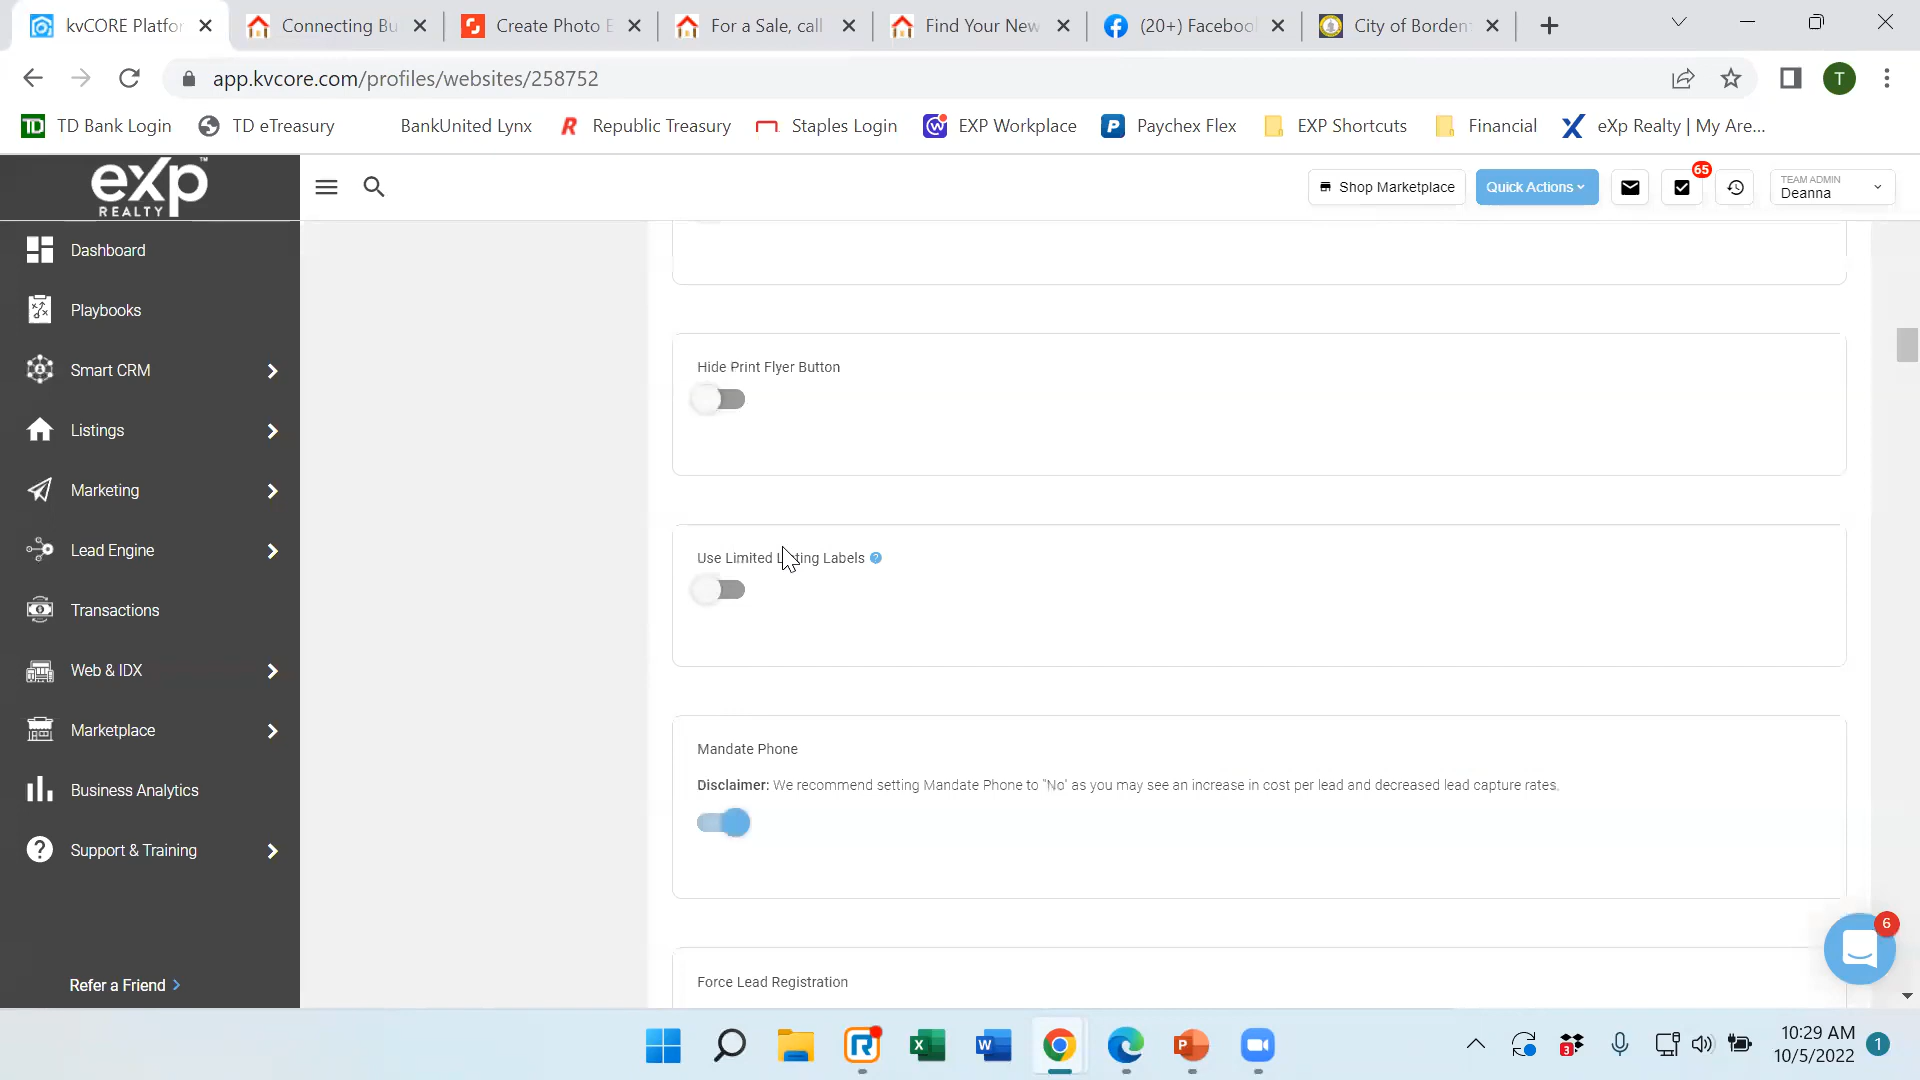 kvCORE Platfor
Connecting Bu
Create Photo E
For a Sale, call
Find Your New
(20+) Facebool
City of Borden
app.kvcore.com/profiles/websites/258752
T
TD Bank Login
TD eTreasury
BankUnited Lynx
Republic Treasury
Staples Login
EXP Workplace
Paychex Flex
EXP Shortcuts
Financial
eXp Realty | My Are...
eXp™
REALTY
Shop Marketplace
Quick Actions
65
TEAM ADMIN
Deanna
Dashboard
Playbooks
Smart CRM
Listings
Marketing
Lead Engine
Transactions
Web & IDX
Marketplace
Business Analytics
Support & Training
Refer a Friend >
Hide Print Flyer Button
Use Limited Listing Labels ?
Mandate Phone
Disclaimer: We recommend setting Mandate Phone to "No' as you may see an increase in cost per lead and decreased lead capture rates.
Force Lead Registration
6
3
10:29 AM
10/5/2022
1